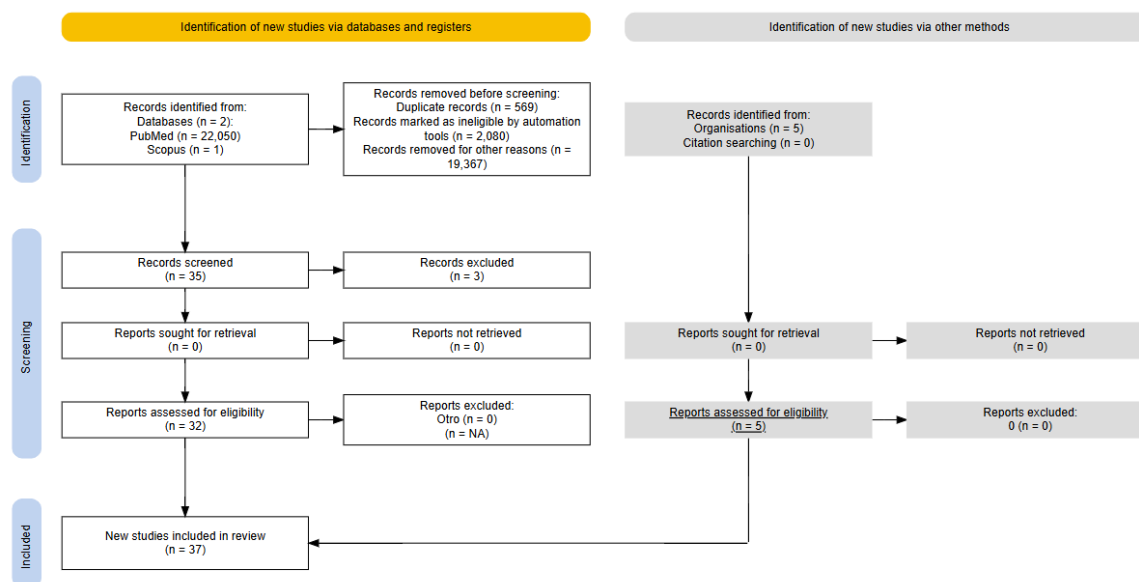 Identification of new studies via databases and registers
Identification of new studies via other methods
Identification
Records identified from:
Databases (n = 2):
PubMed (n = 22,050)
Scopus (n = 1)
Records removed before screening:
Duplicate records (n = 569)
Records marked as ineligible by automation
tools (n = 2,080)
Records removed for other reasons (n =
19,367)
Records identified from:
Organisations (n = 5)
Citation searching (n = 0)
Screening
Records screened
(n = 35)
Records excluded
(n = 3)
Reports sought for retrieval
(n = 0)
Reports not retrieved
(n = 0)
Reports sought for retrieval
(n = 0)
Reports not retrieved
(n = 0)
Reports assessed for eligibility
(n = 32)
Reports excluded:
Otro (n = 0)
(n = NA)
Reports assessed for eligibility
(n = 5)
Reports excluded:
0 (n = 0)
Included
New studies included in review
(n = 37)